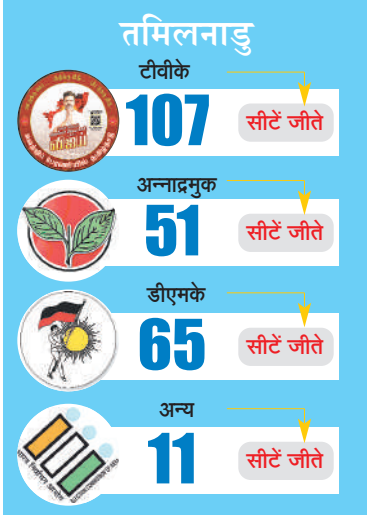 तमिलनाडु
टीवीके
107
सीटें जीते
अन्नाद्रमुक
51
सीटें जीते
डीएमके
65
सीटें जीते
अन्य
11
सीटें जीते